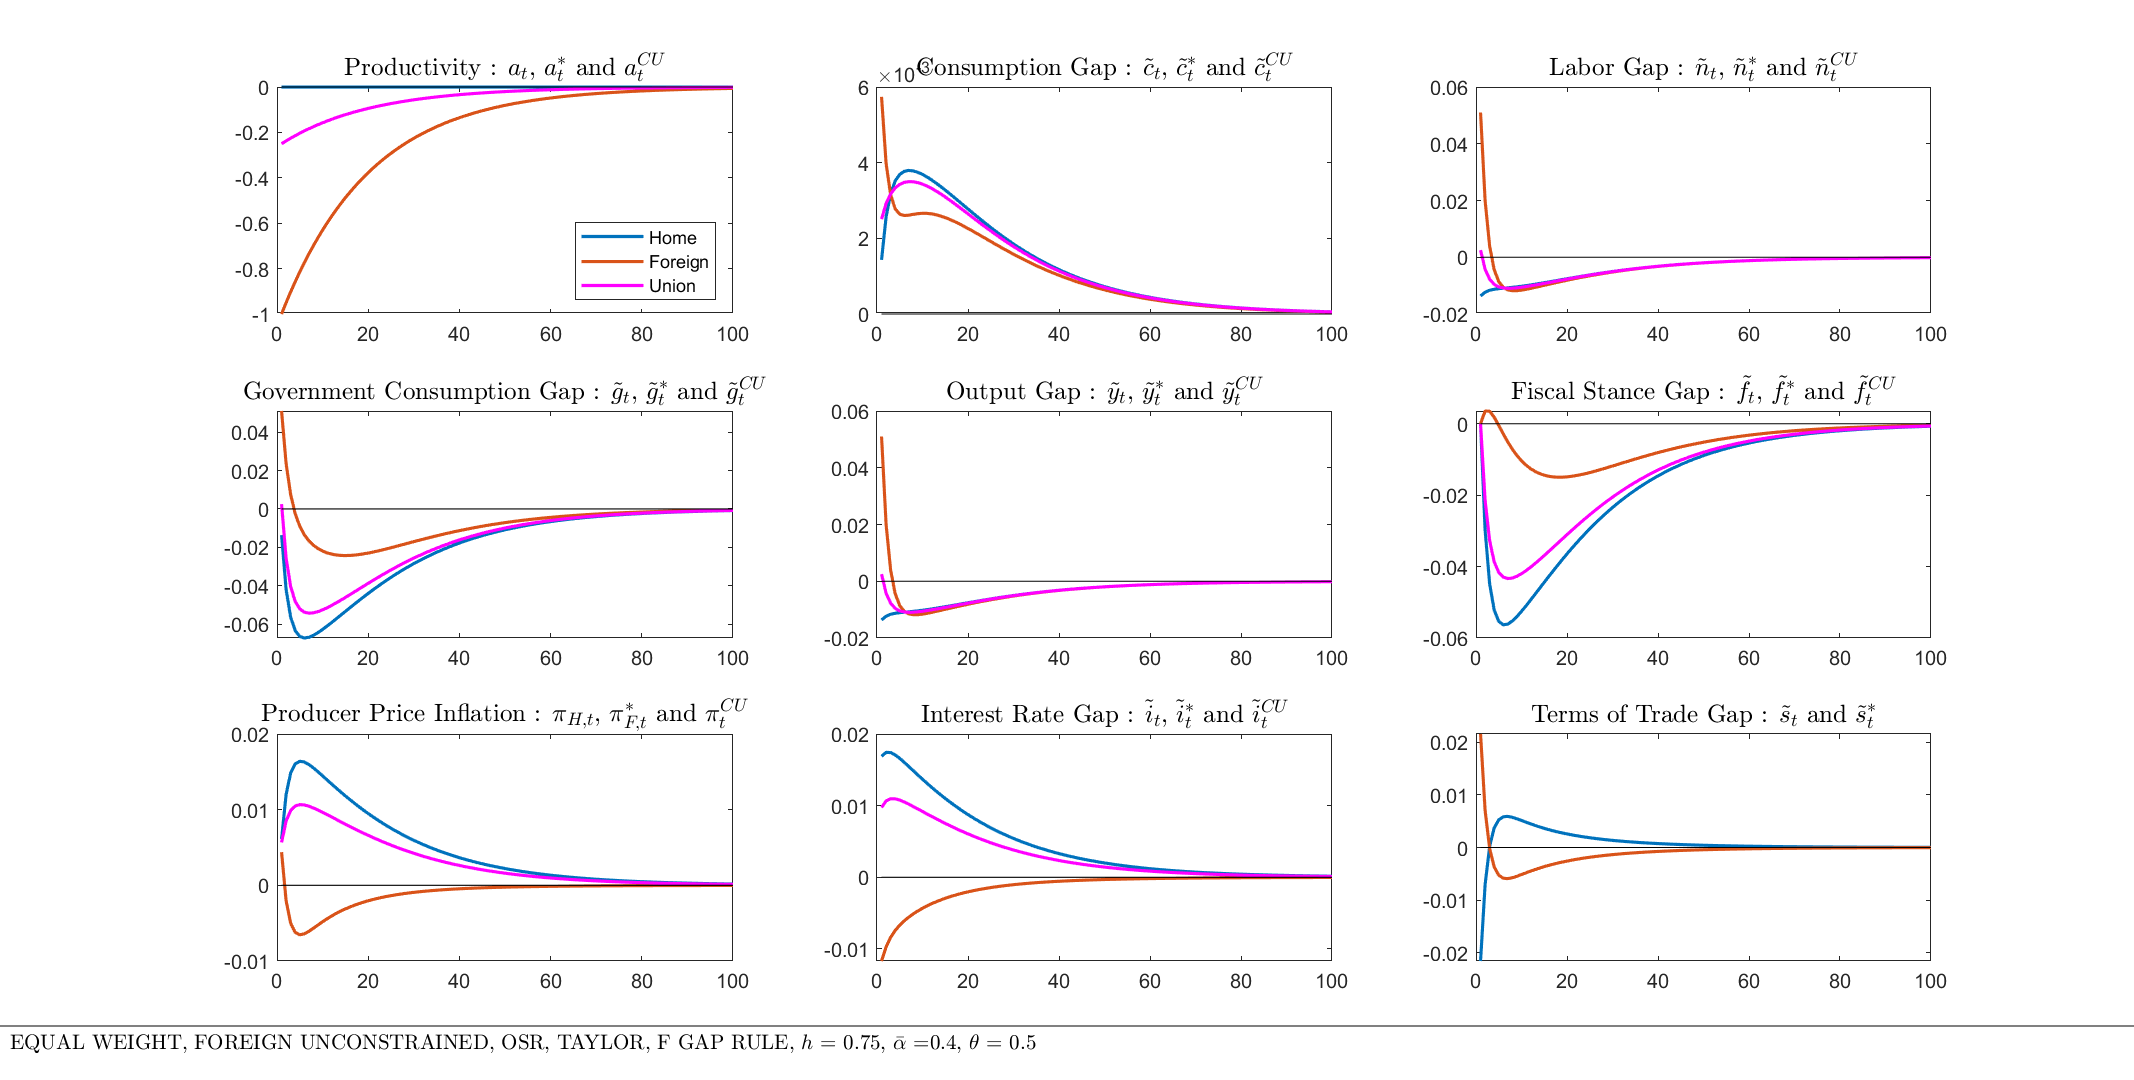 Productivity : a_t, a_t^* and a_t^{CU}
0
-0.2
-0.4
-0.6
-0.8
-1
0 20 40 60 80 100
Home
Foreign
Union
Consumption Gap : c̃_t, c̃_t^* and c̃_t^{CU}
×10^{-3}
6
4
2
0
0 20 40 60 80 100
Labor Gap : ñ_t, ñ_t^* and ñ_t^{CU}
0.06
0.04
0.02
0
-0.02
0 20 40 60 80 100
Government Consumption Gap : g̃_t, g̃_t^* and g̃_t^{CU}
0.04
0.02
0
-0.02
-0.04
-0.06
0 20 40 60 80 100
Output Gap : ỹ_t, ỹ_t^* and ỹ_t^{CU}
0.06
0.04
0.02
0
-0.02
0 20 40 60 80 100
Fiscal Stance Gap : f̃_t, f̃_t^* and f̃_t^{CU}
0
-0.02
-0.04
-0.06
0 20 40 60 80 100
Producer Price Inflation : π_{H,t}, π_{F,t}^* and π_t^{CU}
0.02
0.01
0
-0.01
0 20 40 60 80 100
Interest Rate Gap : ĩ_t, ĩ_t^* and ĩ_t^{CU}
0.02
0.01
0
-0.01
0 20 40 60 80 100
Terms of Trade Gap : s̃_t and s̃_t^*
0.02
0.01
0
-0.01
-0.02
0 20 40 60 80 100
EQUAL WEIGHT, FOREIGN UNCONSTRAINED, OSR, TAYLOR, F GAP RULE, h = 0.75, ᾱ =0.4, θ = 0.5